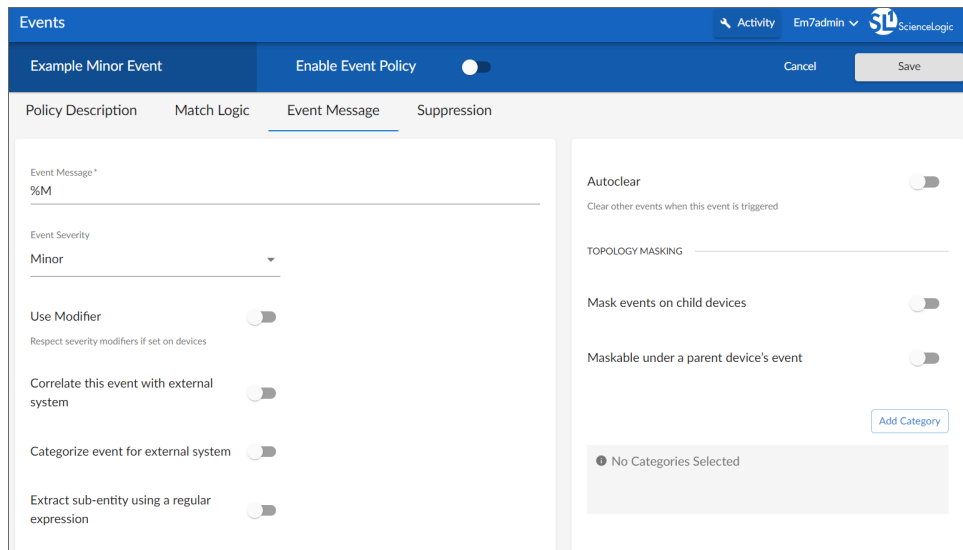 Events
Activity
Em7admin
SL1 ScienceLogic
Example Minor Event
Enable Event Policy
Cancel
Save
Policy Description
Match Logic
Event Message
Suppression
Event Message*
%M
Event Severity
Minor
Use Modifier
Respect severity modifiers if set on devices
Correlate this event with external
system
Categorize event for external system
Extract sub-entity using a regular
expression
Autoclear
Clear other events when this event is triggered
TOPOLOGY MASKING
Mask events on child devices
Maskable under a parent device's event
Add Category
No Categories Selected